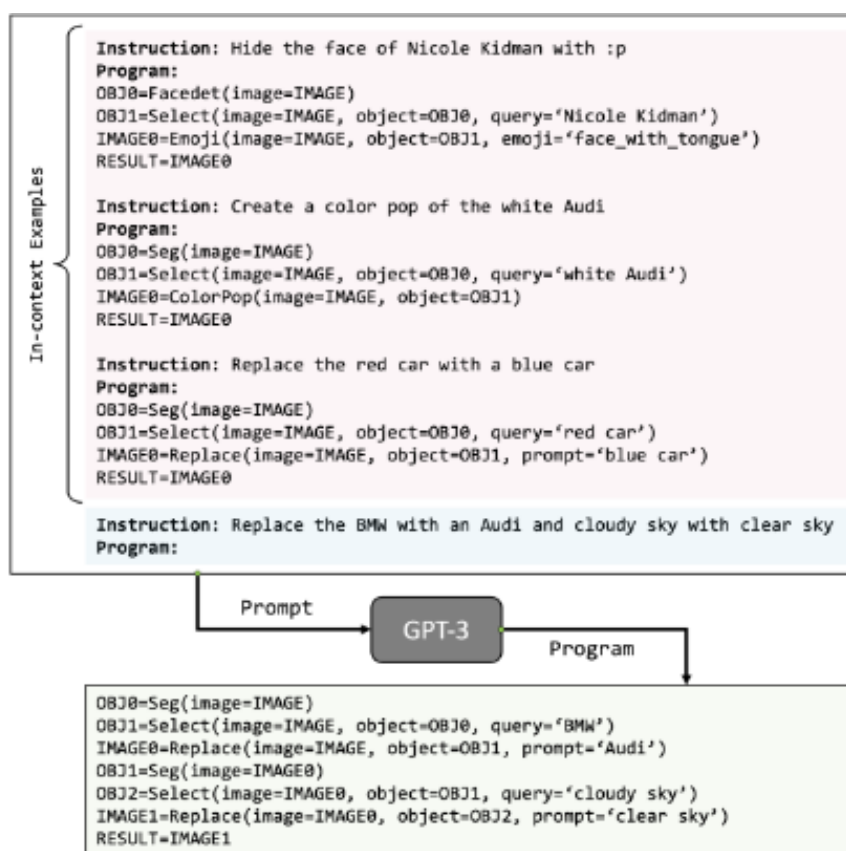 In-context Examples
Instruction: Hide the face of Nicole Kidman with :p
Program:
OBJ0=Facedet(image=IMAGE)
OBJ1=Select(image=IMAGE, object=OBJ0, query=‘Nicole Kidman’)
IMAGE0=Emoji(image=IMAGE, object=OBJ1, emoji=‘face_with_tongue’)
RESULT=IMAGE0
Instruction: Create a color pop of the white Audi
Program:
OBJ0=Seg(image=IMAGE)
OBJ1=Select(image=IMAGE, object=OBJ0, query=‘white Audi’)
IMAGE0=ColorPop(image=IMAGE, object=OBJ1)
RESULT=IMAGE0
Instruction: Replace the red car with a blue car
Program:
OBJ0=Seg(image=IMAGE)
OBJ1=Select(image=IMAGE, object=OBJ0, query=‘red car’)
IMAGE0=Replace(image=IMAGE, object=OBJ1, prompt=‘blue car’)
RESULT=IMAGE0
Instruction: Replace the BMW with an Audi and cloudy sky with clear sky
Program:
Prompt
GPT-3
Program
OBJ0=Seg(image=IMAGE)
OBJ1=Select(image=IMAGE, object=OBJ0, query=‘BMW’)
IMAGE0=Replace(image=IMAGE, object=OBJ1, prompt=‘Audi’)
OBJ1=Seg(image=IMAGE0)
OBJ2=Select(image=IMAGE0, object=OBJ1, query=‘cloudy sky’)
IMAGE1=Replace(image=IMAGE0, object=OBJ2, prompt=‘clear sky’)
RESULT=IMAGE1